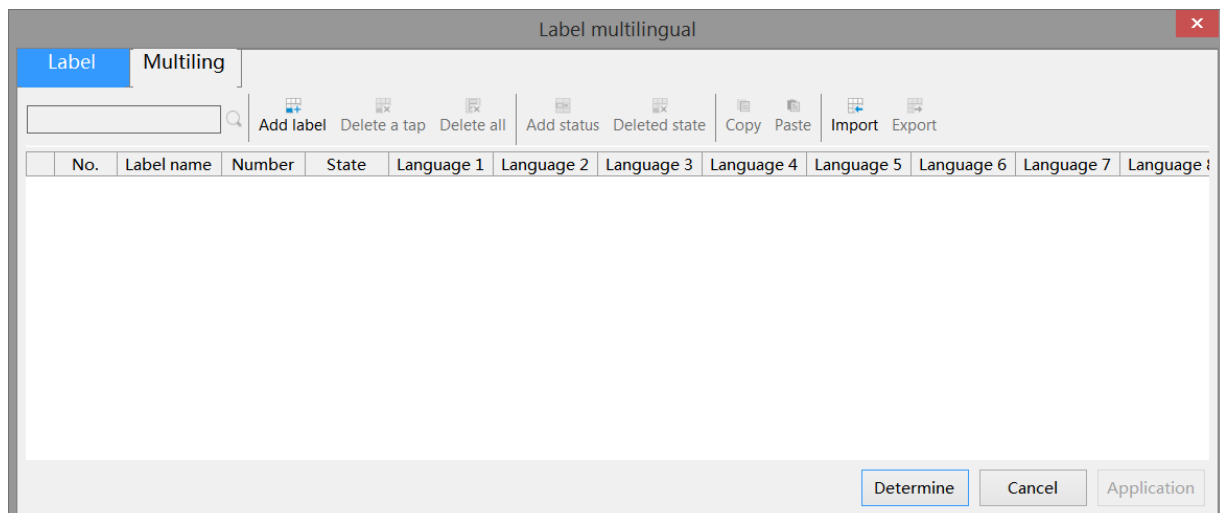 Label multilingual
Label Multiling
Add label Delete a tap Delete all Add status Deleted state Copy Paste Import Export
No. Label name Number State Language 1 Language 2 Language 3 Language 4 Language 5 Language 6 Language 7 Language
Determine Cancel Application